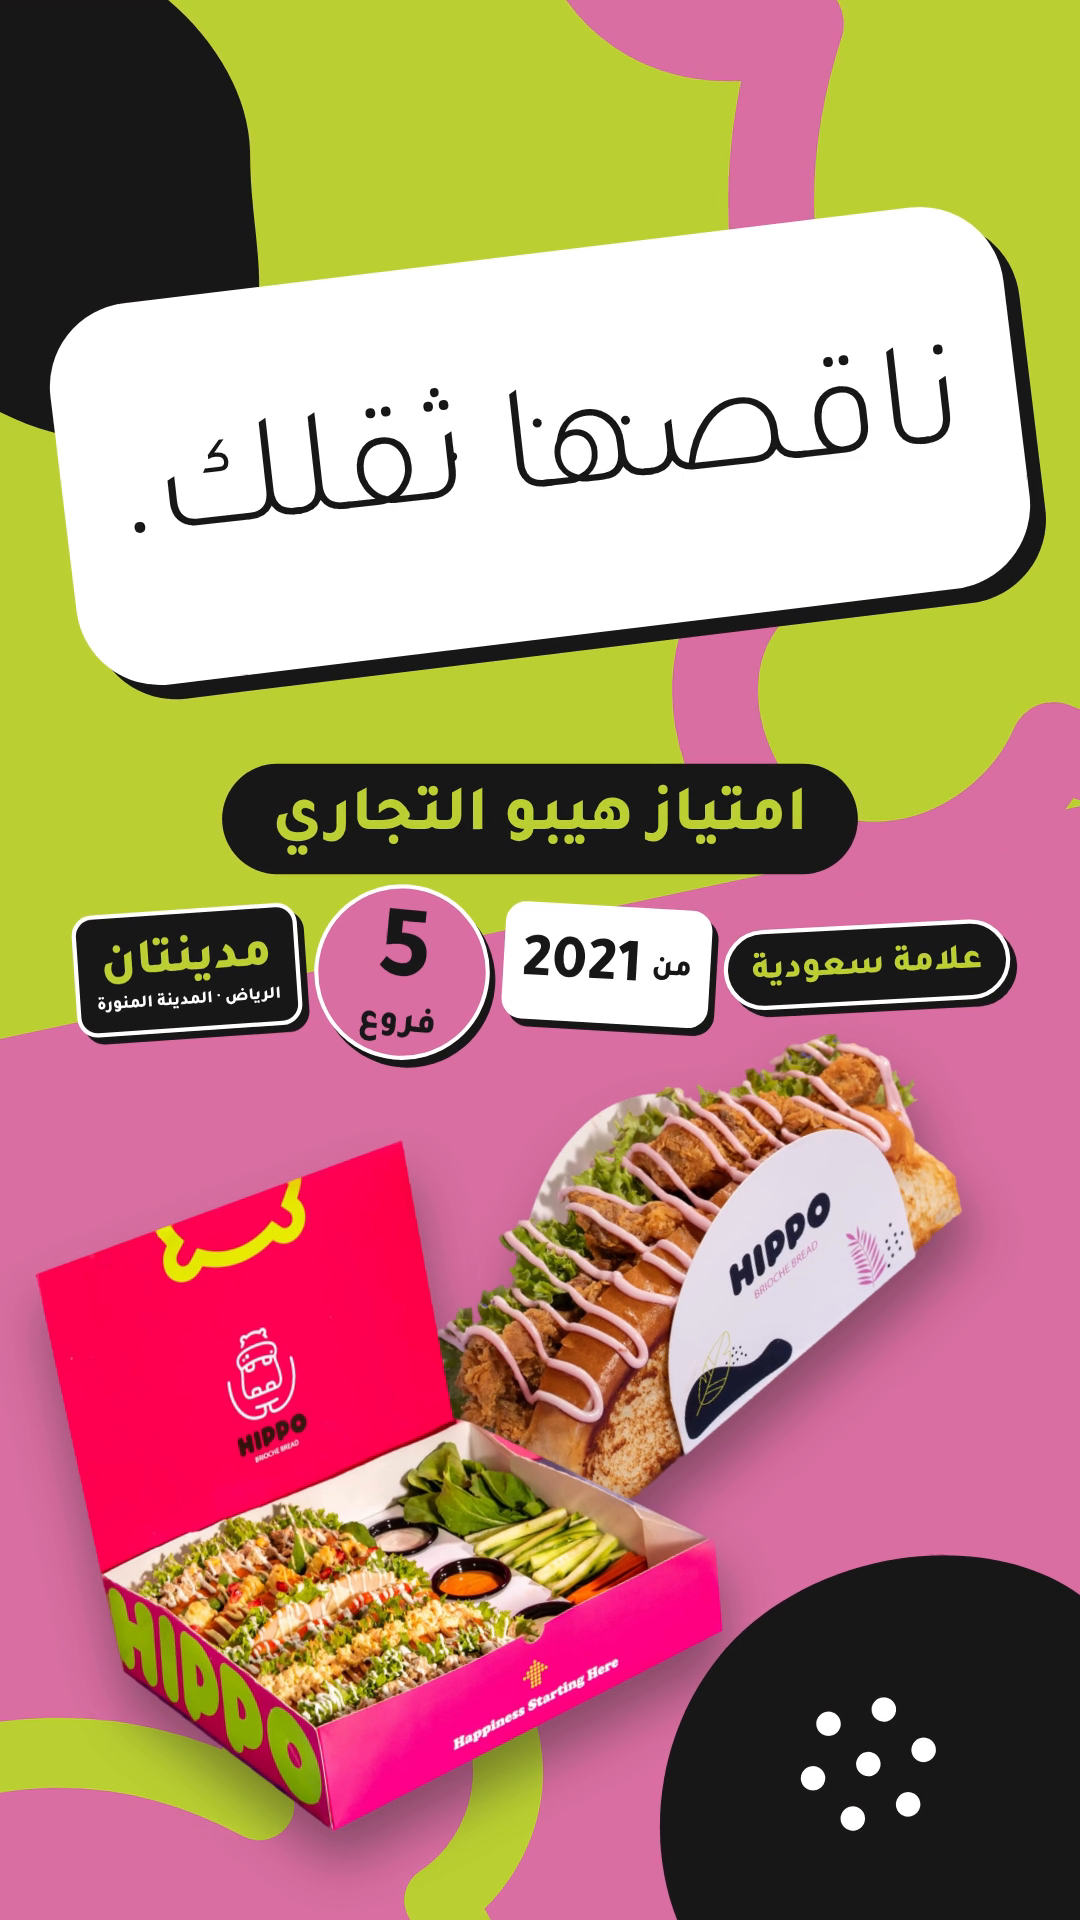 ناقصها ثقلك.
امتياز هيبو التجاري
علامة سعودية
من 2021
5
فروع
مدينتان
الرياض · المدينة المنورة
HIPPO
BRIOCHE BREAD
HIPPO
BRIOCHE BREAD
HIPPO
Happiness Starting Here